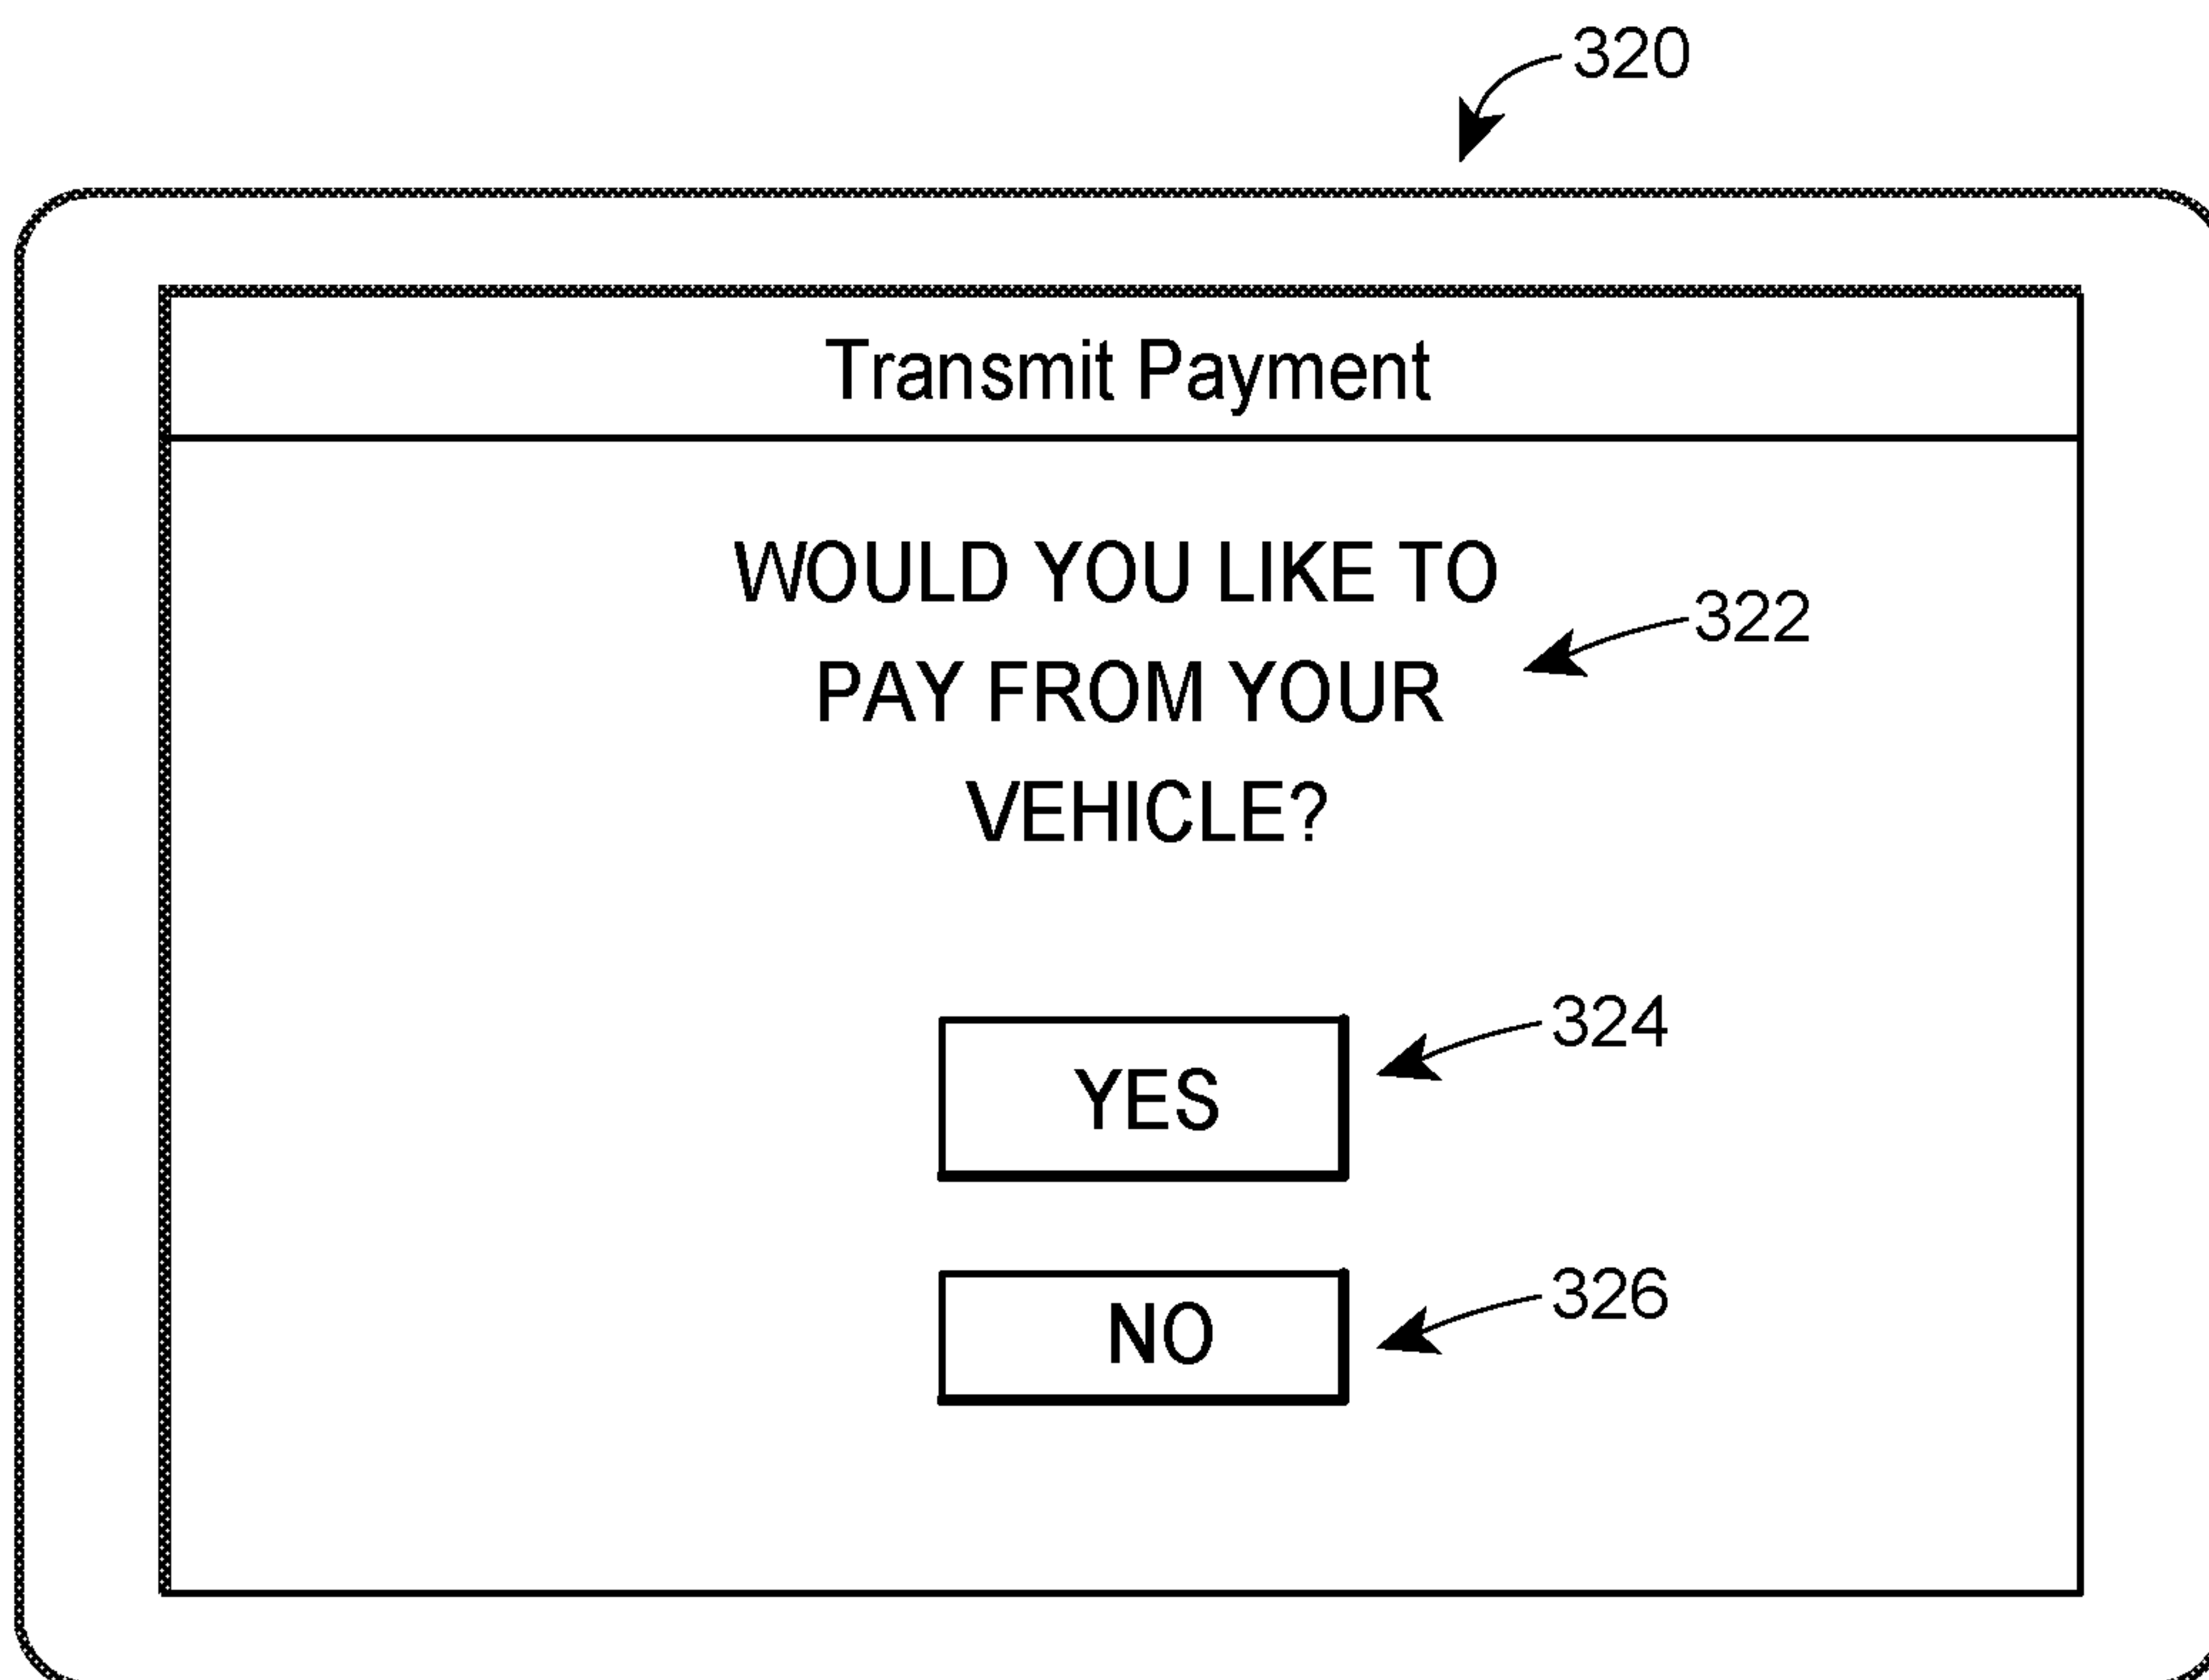 320
Transmit Payment
WOULD YOU LIKE TO
322
PAY FROM YOUR
VEHICLE?
324
YES
326
NO